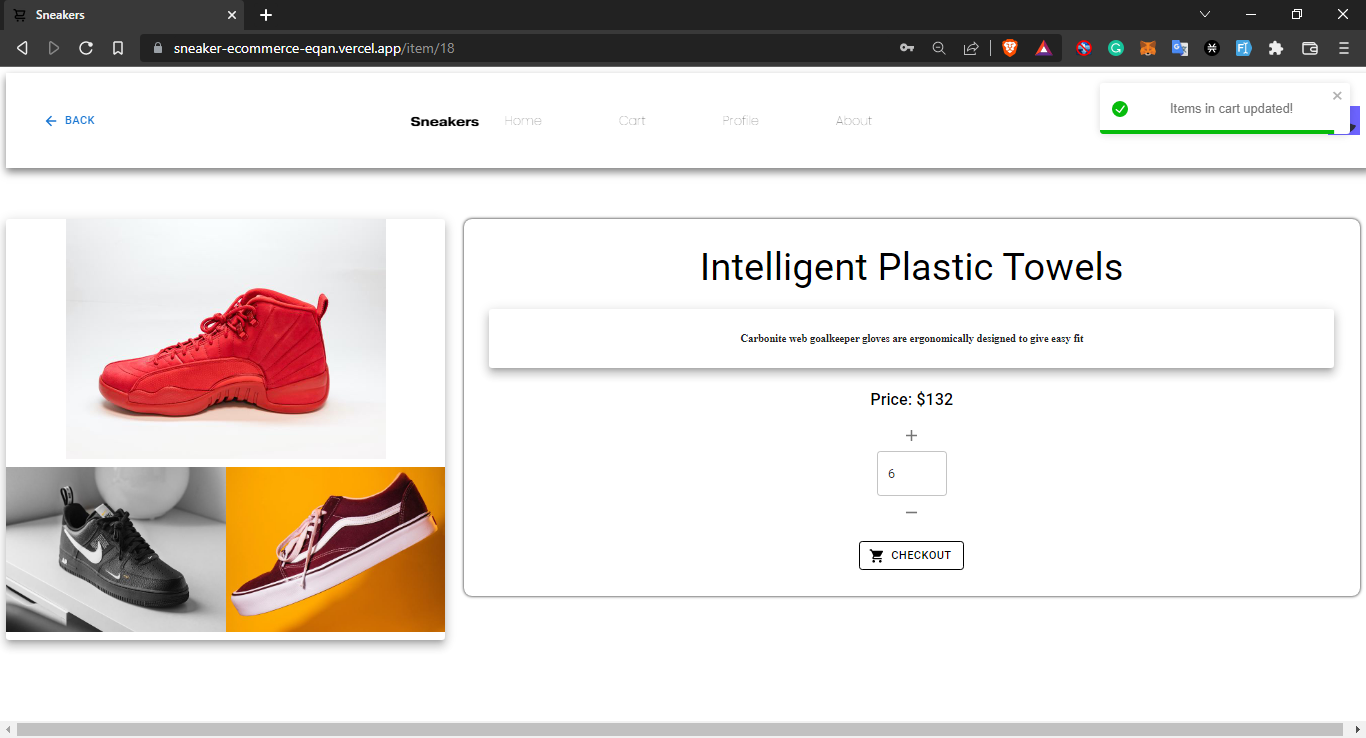 Sneakers
sneaker-ecommerce-eqan.vercel.app/item/18
BACK
Sneakers
Home
Cart
Profile
About
Items in cart updated!
Intelligent Plastic Towels
Carbonite web goalkeeper gloves are ergonomically designed to give easy fit
Price: $132
+
6
−
CHECKOUT